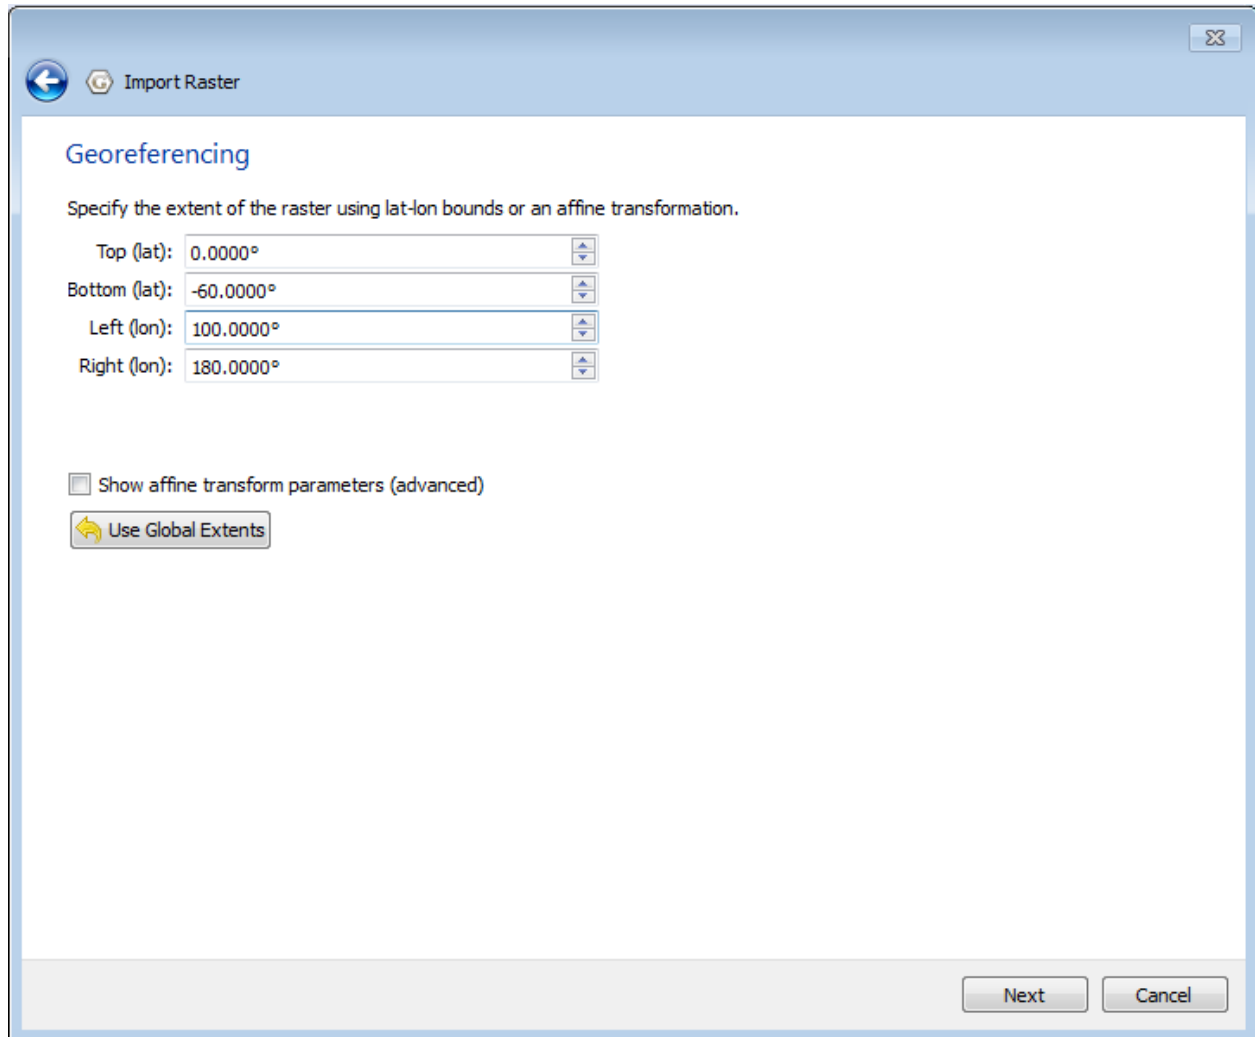 Import Raster
Georeferencing
Specify the extent of the raster using lat-lon bounds or an affine transformation.
Top (lat): 0.0000°
Bottom (lat): -60.0000°
Left (lon): 100.0000°
Right (lon): 180.0000°
Show affine transform parameters (advanced)
Use Global Extents
Next Cancel